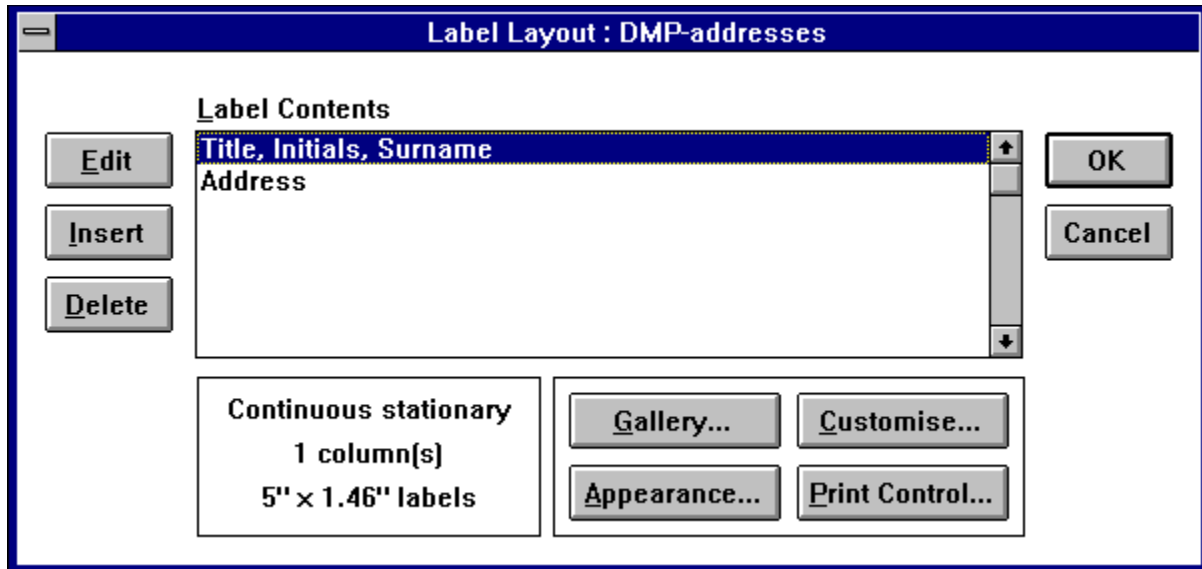 Label Layout : DMP-addresses
Label Contents
Edit
Insert
Delete
Title, Initials, Surname
Address
OK
Cancel
Continuous stationary
1 column(s)
5" × 1.46" labels
Gallery...
Customise...
Appearance...
Print Control...